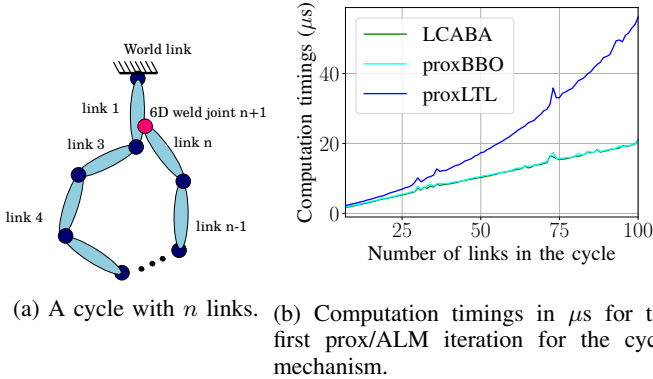 World link
link 1
6D weld joint n+1
link 3
link n
link 4
link n-1
(a) A cycle with n links.
Computation timings (μs)
40
20
0
LCABA
proxBBO
proxLTL
25
50
75
100
Number of links in the cycle
(b) Computation timings in μs for t
first prox/ALM iteration for the cyc
mechanism.